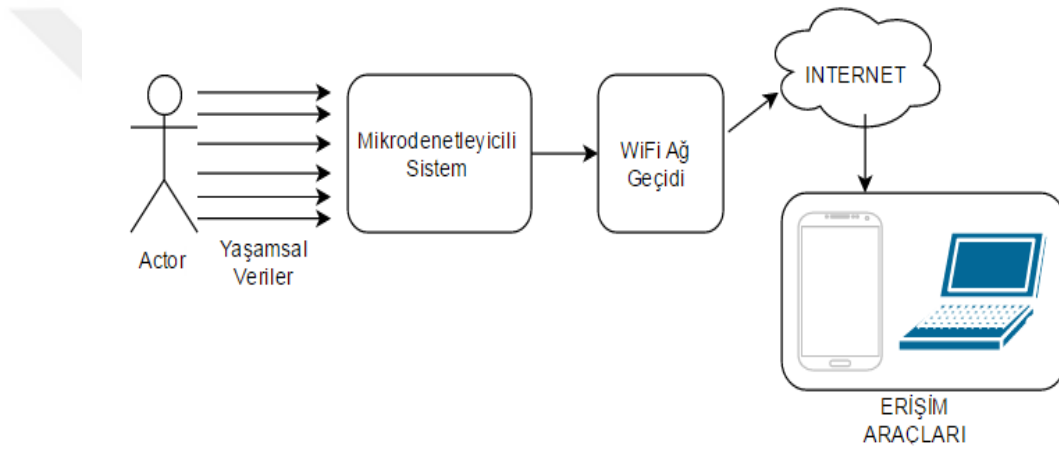 Actor
Yaşamsal
Veriler
Mikrodenetleyicili
Sistem
WiFi Ağ
Geçidi
INTERNET
ERİŞİM
ARAÇLARI